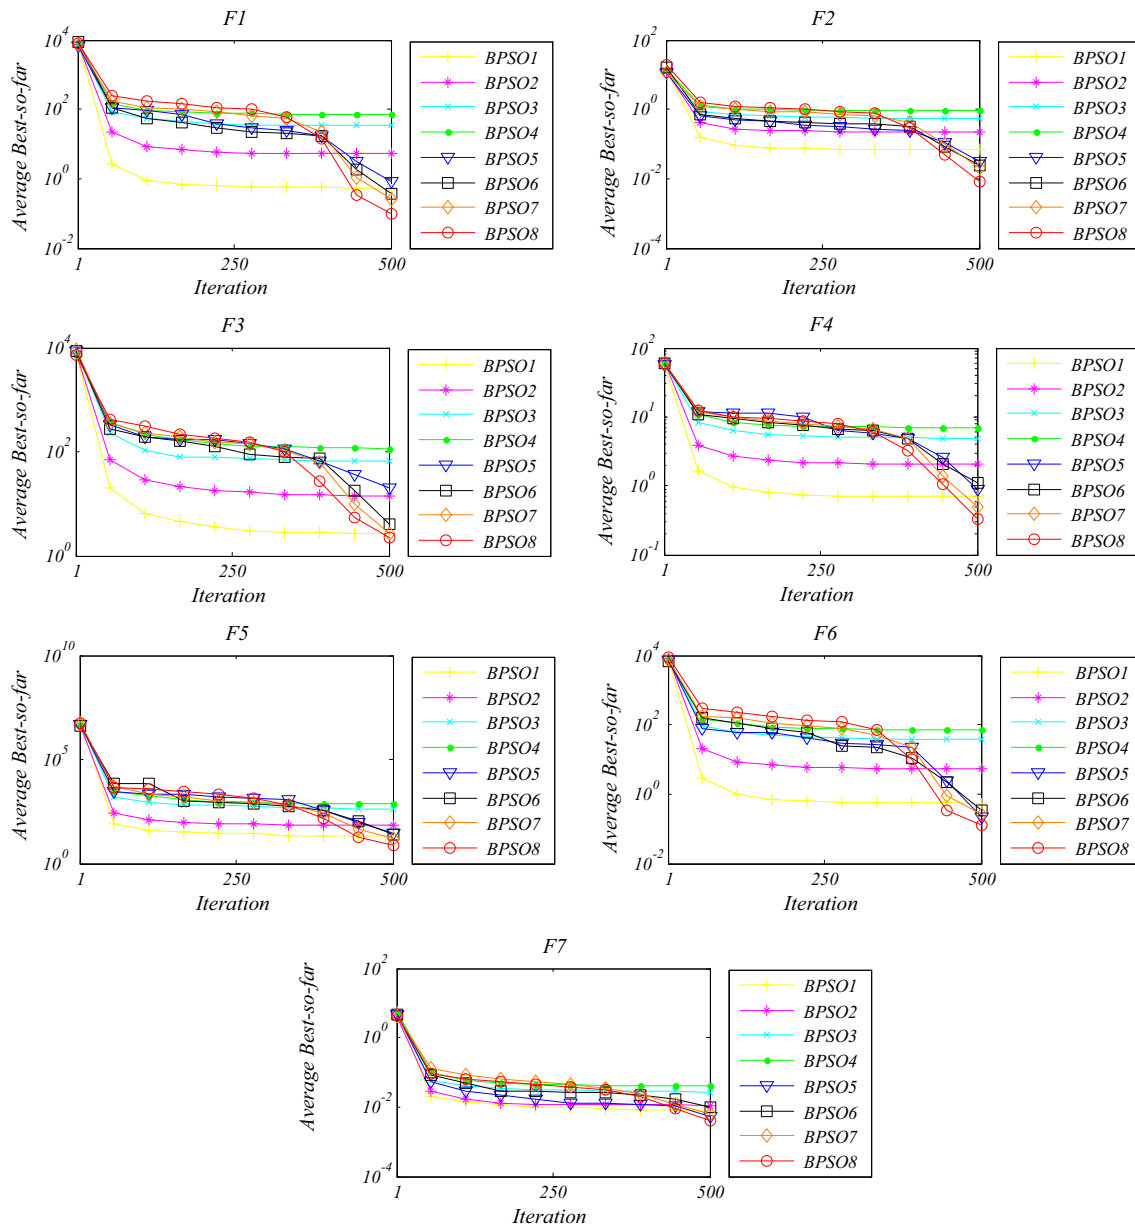 F1
Average Best-so-far
10^4
10^2
10^0
10^-2
1
250
500
Iteration
BPSO1
BPSO2
BPSO3
BPSO4
BPSO5
BPSO6
BPSO7
BPSO8
F2
Average Best-so-far
10^2
10^0
10^-2
10^-4
1
250
500
Iteration
BPSO1
BPSO2
BPSO3
BPSO4
BPSO5
BPSO6
BPSO7
BPSO8
F3
Average Best-so-far
10^4
10^2
10^0
1
250
500
Iteration
BPSO1
BPSO2
BPSO3
BPSO4
BPSO5
BPSO6
BPSO7
BPSO8
F4
Average Best-so-far
10^2
10^1
10^0
10^-1
1
250
500
Iteration
BPSO1
BPSO2
BPSO3
BPSO4
BPSO5
BPSO6
BPSO7
BPSO8
F5
Average Best-so-far
10^10
10^5
10^0
1
250
500
Iteration
BPSO1
BPSO2
BPSO3
BPSO4
BPSO5
BPSO6
BPSO7
BPSO8
F6
Average Best-so-far
10^4
10^2
10^0
10^-2
1
250
500
Iteration
BPSO1
BPSO2
BPSO3
BPSO4
BPSO5
BPSO6
BPSO7
BPSO8
F7
Average Best-so-far
10^2
10^0
10^-2
10^-4
1
250
500
Iteration
BPSO1
BPSO2
BPSO3
BPSO4
BPSO5
BPSO6
BPSO7
BPSO8